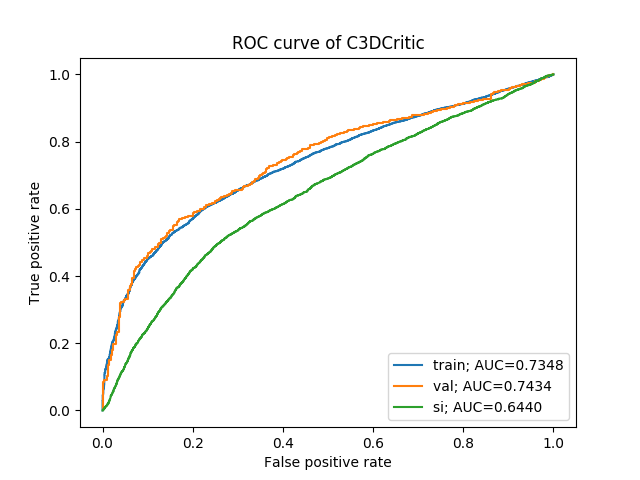 ROC curve of C3DCritic
True positive rate
1.0
0.8
0.6
0.4
0.2
0.0
train; AUC=0.7348
val; AUC=0.7434
si; AUC=0.6440
0.0 0.2 0.4 0.6 0.8 1.0
False positive rate